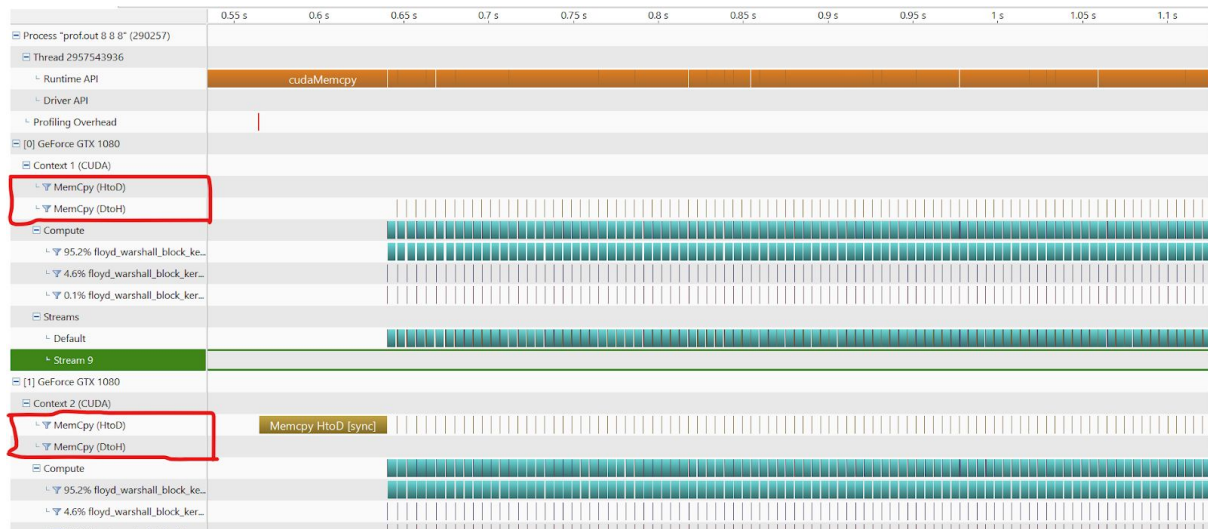 0.55 s 0.6 s 0.65 s 0.7 s 0.75 s 0.8 s 0.85 s 0.9 s 0.95 s 1 s 1.05 s 1.1 s
Process "prof.out 8 8 8" (290257)
Thread 2957543936
Runtime API cudaMemcpy
Driver API
Profiling Overhead
[0] GeForce GTX 1080
Context 1 (CUDA)
MemCpy (HtoD)
MemCpy (DtoH)
Compute
95.2% floyd_warshall_block_ke...
4.6% floyd_warshall_block_ker...
0.1% floyd_warshall_block_ker...
Streams
Default
Stream 9
[1] GeForce GTX 1080
Context 2 (CUDA)
MemCpy (HtoD) Memcpy HtoD [sync]
MemCpy (DtoH)
Compute
95.2% floyd_warshall_block_ke...
4.6% floyd_warshall_block_ker...